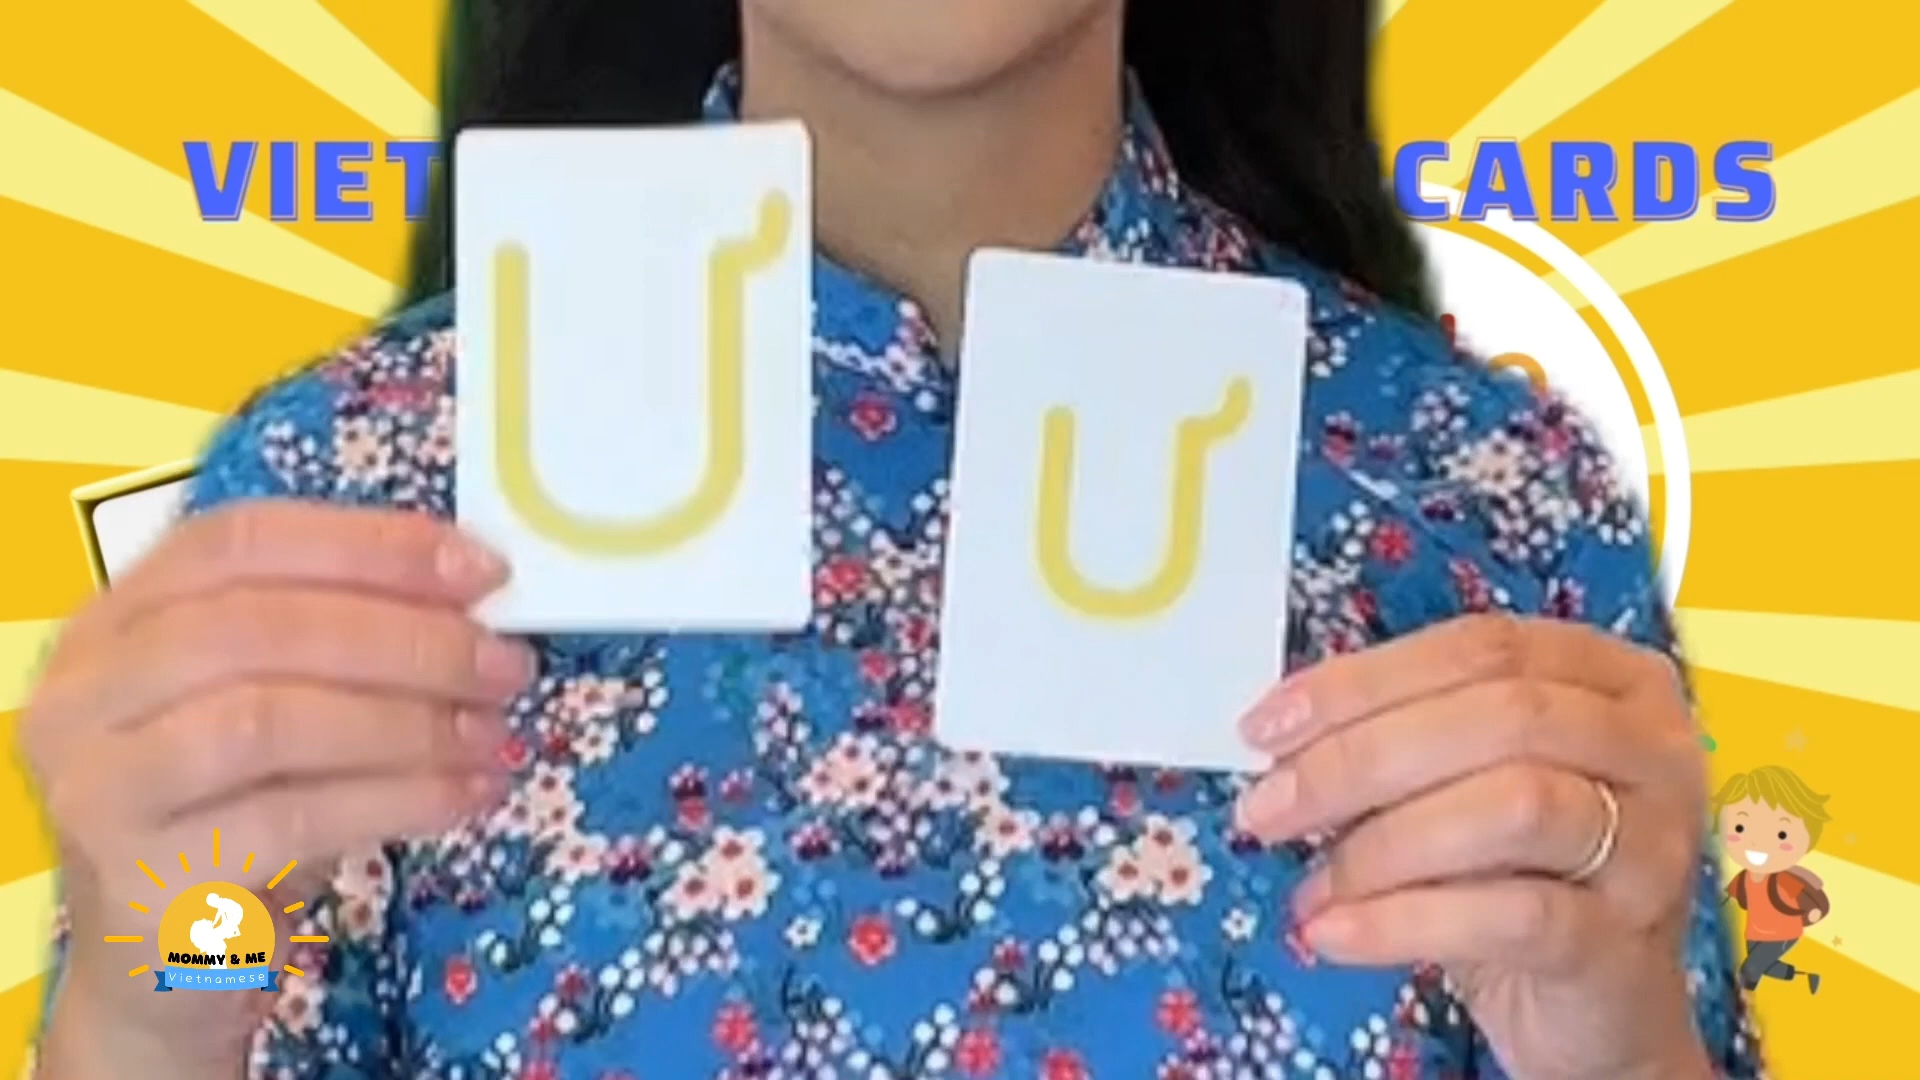 VIET CARDS
Ư ư
MOMMY & ME
Vietnamese